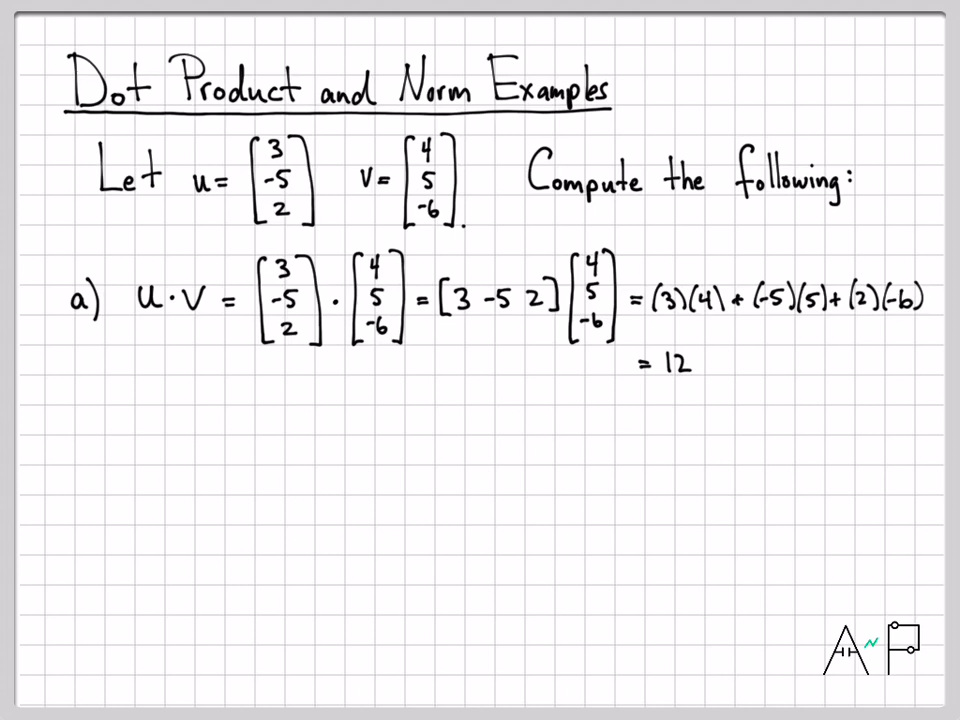 Dot Product and Norm Examples
Let u = [3 -5 2] v = [4 5 -6]. Compute the following:
a) u · v = [3 -5 2] · [4 5 -6] = [3 -5 2] [4 5 -6] = (3)(4) + (-5)(5) + (2)(-6)
= 12
A P